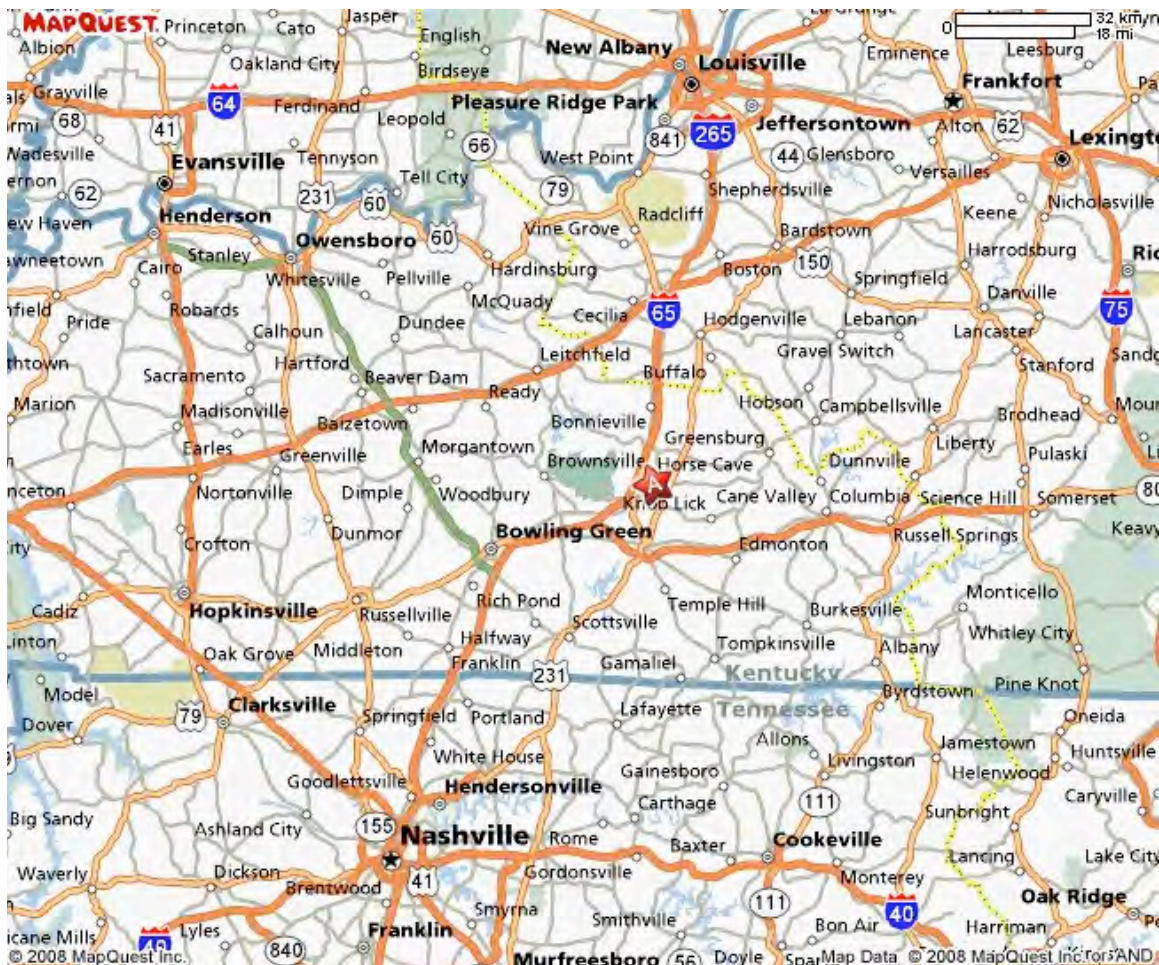 MAPQUEST
Princeton
Cato
Jasper
English
New Albany
Louisville
Eminence
Leesburg
0
32 km
18 mi
Albion
Oakland City
Birdseye
Frankfort
Grayville
64
Ferdinand
Pleasure Ridge Park
Jeffersontown
Alton
62
68
41
Leopold
66
841
265
Lexingt
Wadesville
Evansville
Tennyson
West Point
44
Glensboro
Versailles
62
231
60
Tell City
79
Shepherdsville
Nicholasville
New Haven
Henderson
Radcliff
Keene
Stanley
Owensboro
60
Vine Grove
Bardstown
Harrodsburg
Cairo
Whitesville
Pellville
Hardinsburg
Boston
150
Springfield
Robards
McQuady
Cecilia
65
Hodgenville
Danville
75
Pride
Calhoun
Dundee
Lebanon
Lancaster
Hartford
Leitchfield
Gravel Switch
Stanford
Sacramento
Beaver Dam
Ready
Buffalo
Marion
Madisonville
Baizetown
Bonnieville
Hobson
Campbellsville
Brodhead
Earles
Greenville
Morgantown
Greensburg
Liberty
Brownsville
Horse Cave
Dunnville
Pulaski
A
Nortonville
Dimple
Woodbury
Knob Lick
Cane Valley
Columbia
Science Hill
Somerset
80
Crofton
Dunmor
Bowling Green
Edmonton
Russell Springs
Keavy
Cadiz
Hopkinsville
Russellville
Rich Pond
Temple Hill
Burkesville
Monticello
Linton
Halfway
Scottsville
Tompkinsville
Whitley City
Oak Grove
Middleton
Franklin
231
Gamaliel
Kentucky
Albany
Model
79
Clarksville
Tennessee
Byrdstown
Pine Knot
Dover
Springfield
Portland
Lafayette
Oneida
White House
Allons
Jamestown
Huntsville
Goodlettsville
Hendersonville
Gainesboro
Livingston
Helenwood
Big Sandy
Ashland City
155
Carthage
111
Sunbright
Caryville
Nashville
Rome
Baxter
Cookeville
Waverly
Dickson
Brentwood
41
Gordonsville
Monterey
Lancing
Lake City
Smyrna
Smithville
111
40
Oak Ridge
Lyles
840
Franklin
Bon Air
Harriman
© 2008 MapQuest Inc.
Murfreesboro
56
Doyle
Map Data © 2008 MapQuest Inc.